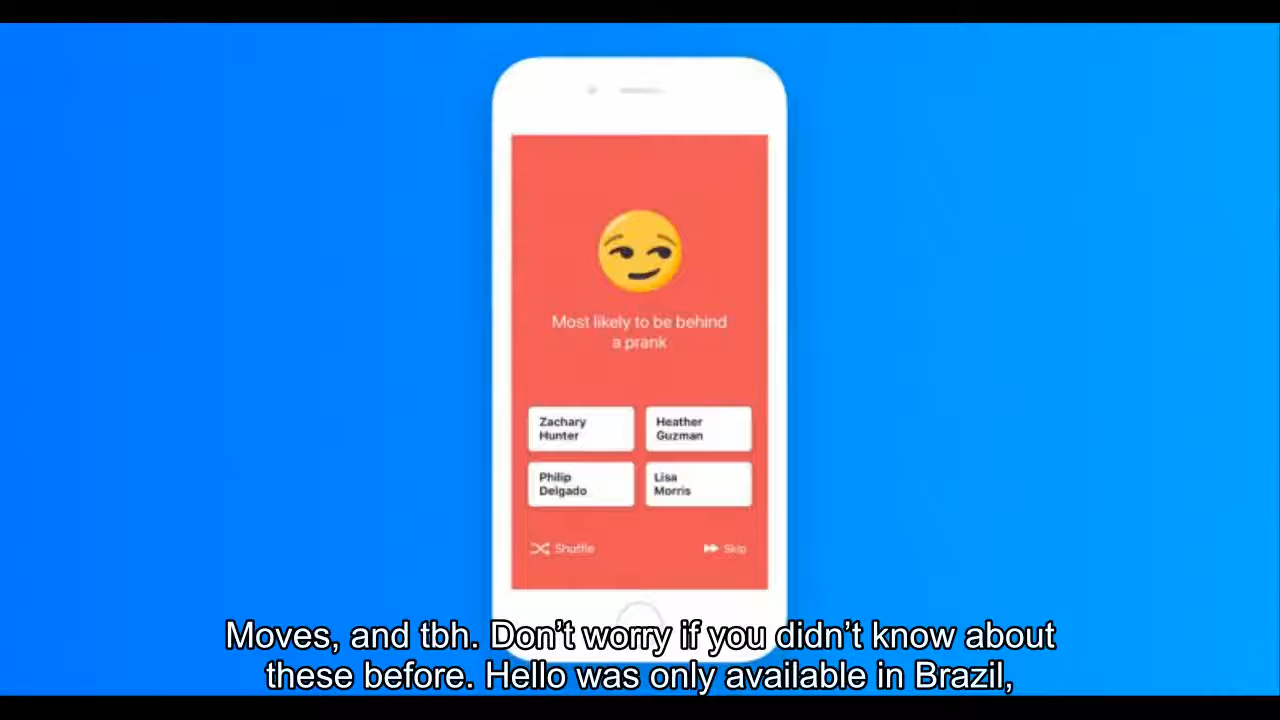 Most likely to be behind
a prank
Zachary
Hunter
Heather
Guzman
Philip
Delgado
Lisa
Morris
Shuffle
Skip
Moves, and tbh. Don’t worry if you didn’t know about
these before. Hello was only available in Brazil,